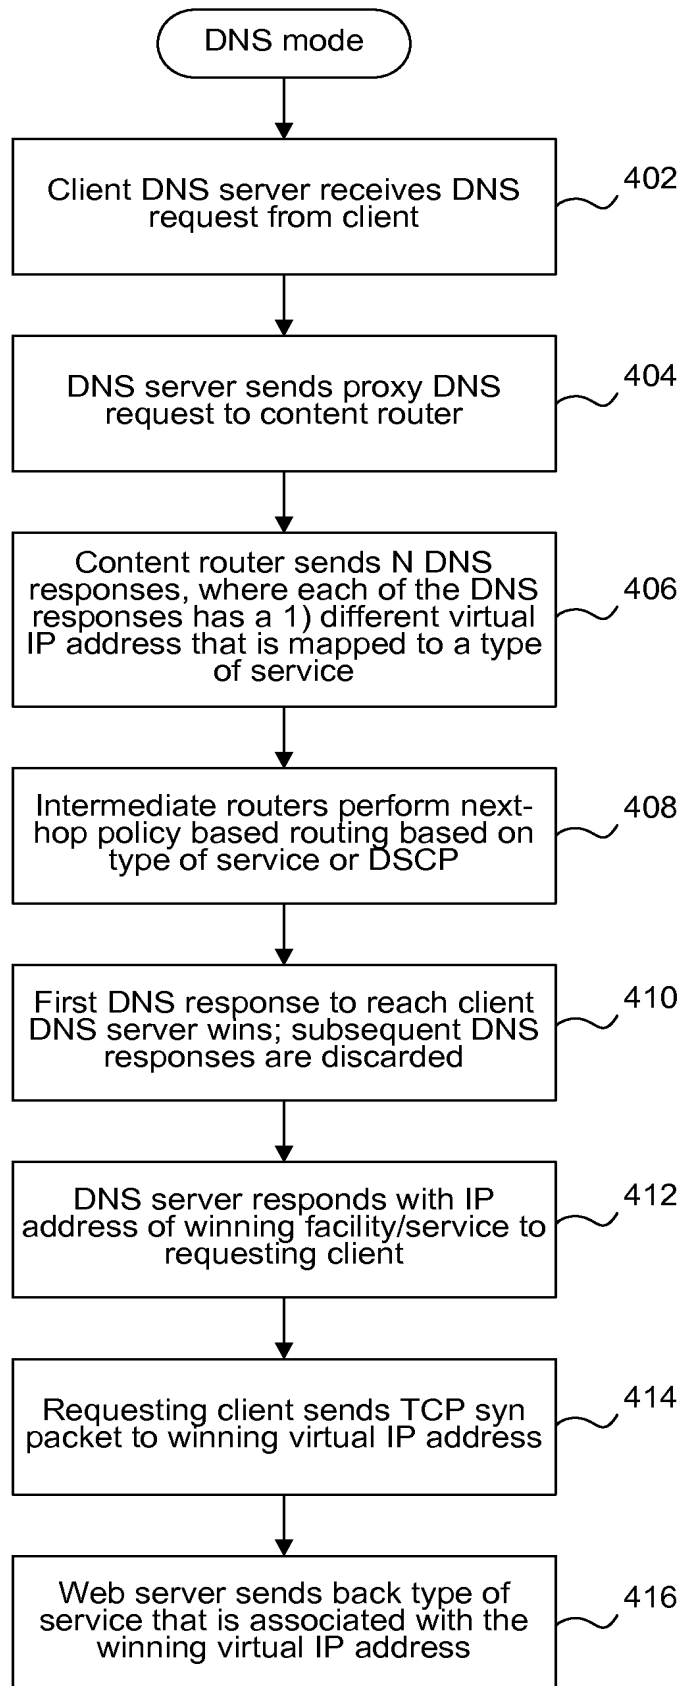 DNS mode
Client DNS server receives DNS
request from client
402
DNS server sends proxy DNS
request to content router
404
Content router sends N DNS
responses, where each of the DNS
responses has a 1) different virtual
IP address that is mapped to a type
of service
406
Intermediate routers perform next-
hop policy based routing based on
type of service or DSCP
408
First DNS response to reach client
DNS server wins; subsequent DNS
responses are discarded
410
DNS server responds with IP
address of winning facility/service to
requesting client
412
Requesting client sends TCP syn
packet to winning virtual IP address
414
Web server sends back type of
service that is associated with the
winning virtual IP address
416